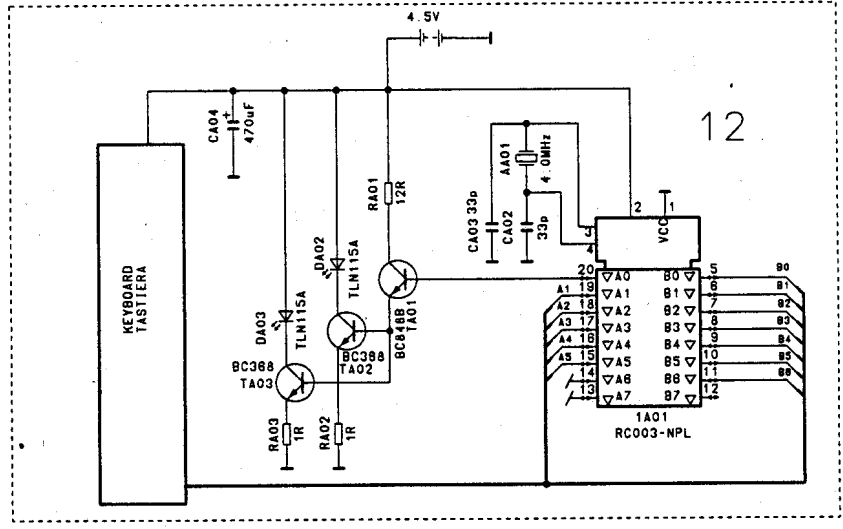 4.5V
12
CA04
+
470uF
RA01
12R
AA01
4.0MHz
CA03 33p
CA02
33p
2
1
VCC
3
4
DA02
TLN115A
DA03
TLN115A
BC848B
TA01
BC368
TA02
BC368
TA03
RA03
1R
RA02
1R
KEYBOARD
TASTIERA
20 A0 B0 5 B0
A1 19 A1 B1 6 B1
A2 18 A2 B2 7 B2
A3 17 A3 B3 8 B3
A4 16 A4 B4 9 B4
A5 15 A5 B5 10 B5
14 A6 B6 11 B6
13 A7 B7 12
1A01
RC003-NPL